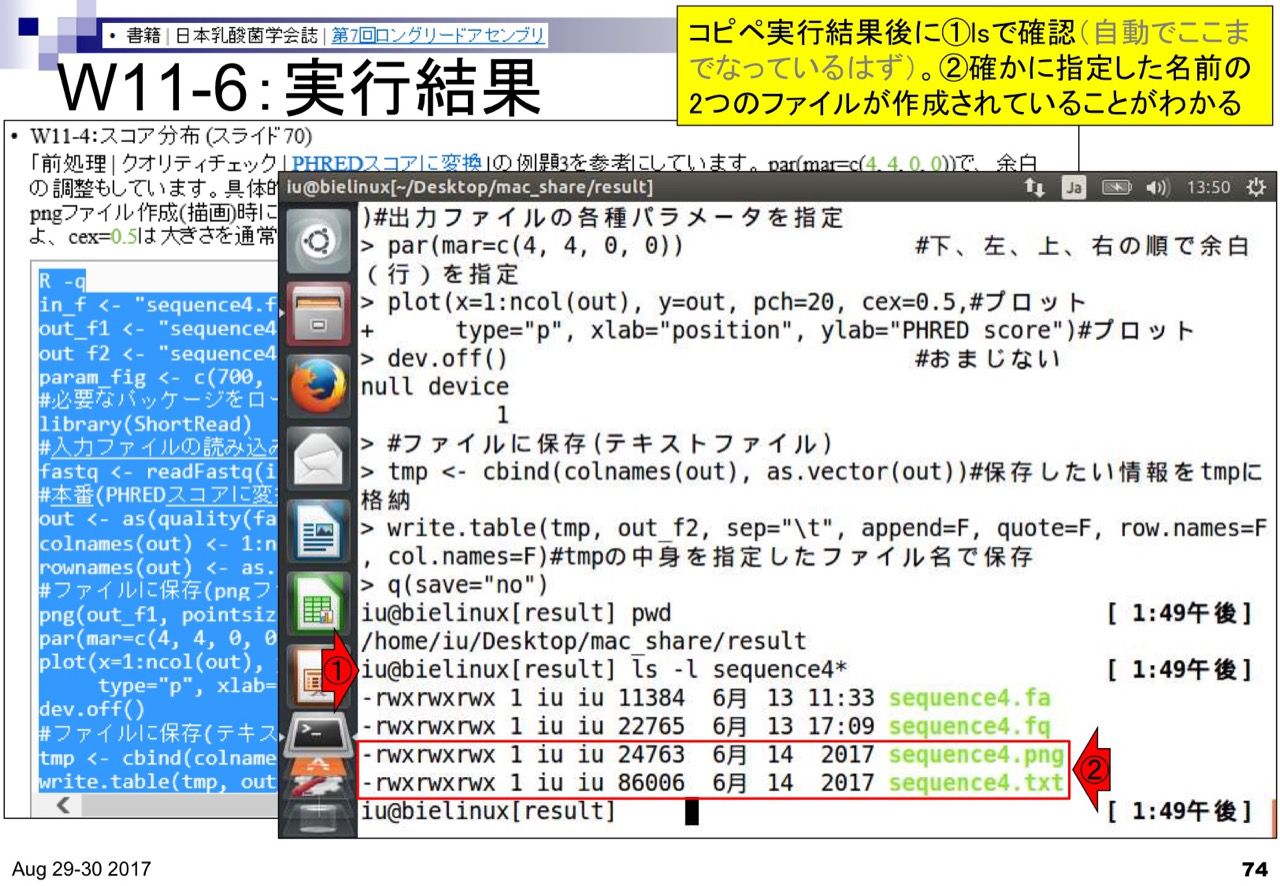 • 書籍 | 日本乳酸菌学会誌 | 第7回ロングリードアセンブリ
W11-6：実行結果
コピペ実行結果後に①lsで確認（自動でここま
でなっているはず）。②確かに指定した名前の
2つのファイルが作成されていることがわかる
• W11-4：スコア分布 (スライド70)
「前処理 | クオリティチェック | PHREDスコアに変換」の例題3を参考にしています。par(mar=c(4, 4, 0, 0))で、余白
の調整もしています。具体的
pngファイル作成(描画)時に
よ、cex=0.5は大きさを通常
R -q
in_f <- "sequence4.f
out_f1 <- "sequence4
out_f2 <- "sequence4
param_fig <- c(700,
#必要なパッケージをロー
library(ShortRead)
#入力ファイルの読み込み
fastq <- readFastq(i
#本番(PHREDスコアに変
out <- as(quality(fa
colnames(out) <- 1:n
rownames(out) <- as.
#ファイルに保存(pngフ
png(out_f1, pointsiz
par(mar=c(4, 4, 0, 0
plot(x=1:ncol(out),
type="p", xlab=
dev.off()
#ファイルに保存(テキス
tmp <- cbind(colname
write.table(tmp, out
iu@bielinux[~/Desktop/mac_share/result]
Ja
13:50
)#出力ファイルの各種パラメータを指定
> par(mar=c(4, 4, 0, 0)) #下、左、上、右の順で余白
（行）を指定
> plot(x=1:ncol(out), y=out, pch=20, cex=0.5,#プロット
+ type="p", xlab="position", ylab="PHRED score")#プロット
> dev.off() #おまじない
null device
1
> #ファイルに保存(テキストファイル)
> tmp <- cbind(colnames(out), as.vector(out))#保存したい情報をtmpに
格納
> write.table(tmp, out_f2, sep="\t", append=F, quote=F, row.names=F
, col.names=F)#tmpの中身を指定したファイル名で保存
> q(save="no")
iu@bielinux[result] pwd [ 1:49午後]
/home/iu/Desktop/mac_share/result
① iu@bielinux[result] ls -l sequence4* [ 1:49午後]
-rwxrwxrwx 1 iu iu 11384 6月 13 11:33 sequence4.fa
-rwxrwxrwx 1 iu iu 22765 6月 13 17:09 sequence4.fq
-rwxrwxrwx 1 iu iu 24763 6月 14 2017 sequence4.png
②
-rwxrwxrwx 1 iu iu 86006 6月 14 2017 sequence4.txt
iu@bielinux[result] [ 1:49午後]
Aug 29-30 2017
74